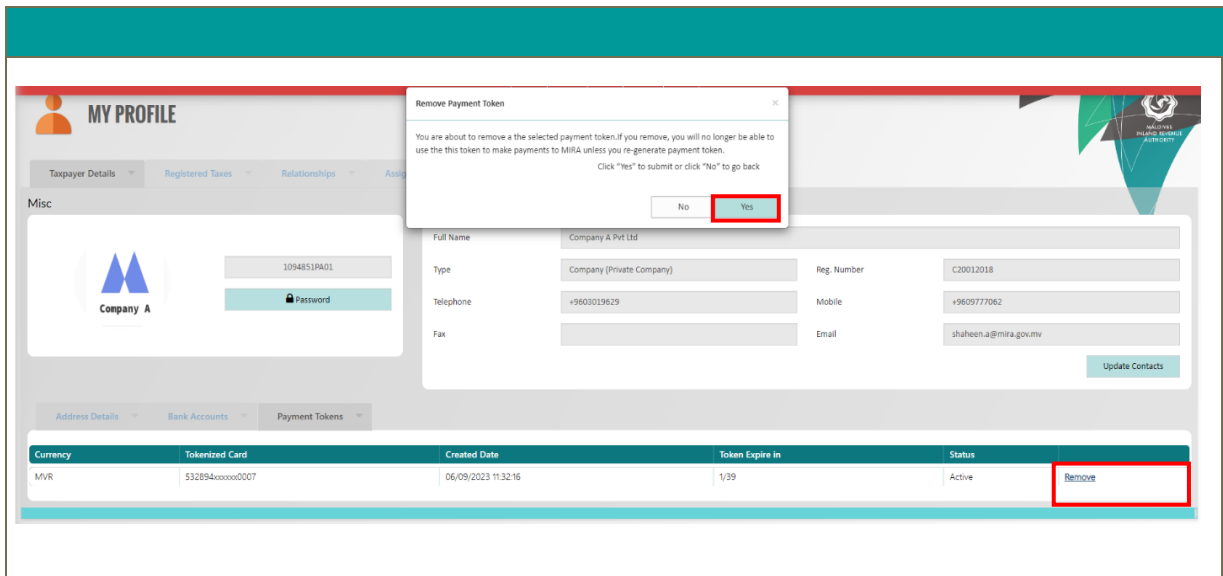 MY PROFILE
Remove Payment Token ×
You are about to remove a the selected payment token.If you remove, you will no longer be able to
use the this token to make payments to MIRA unless you re-generate payment token.
Click "Yes" to submit or click "No" to go back
No Yes
MALDIVES
INLAND REVENUE
AUTHORITY
Taxpayer Details Registered Taxes Relationships Assig
Misc
Company A
1094851PA01
Password
Full Name Company A Pvt Ltd
Type Company (Private Company) Reg. Number C20012018
Telephone +9603019629 Mobile +9609777062
Fax Email shaheen.a@mira.gov.mv
Update Contacts
Address Details Bank Accounts Payment Tokens
Currency Tokenized Card Created Date Token Expire in Status
MVR 532894xxxxxx0007 06/09/2023 11:32:16 1/39 Active Remove